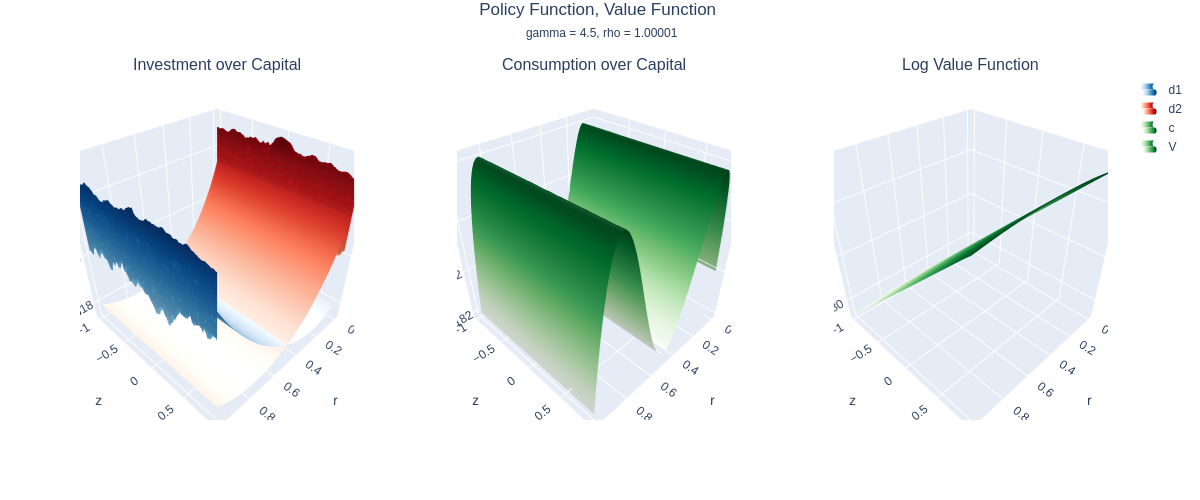 Policy Function, Value Function
gamma = 4.5, rho = 1.00001
Investment over Capital
Consumption over Capital
Log Value Function
d1
d2
c
V
−1
−0.5
0
0.5
z
0
0.2
0.4
0.6
0.8
r
−0.5
0
0.5
z
0
0.2
0.4
0.6
0.8
r
−1
−0.5
0
0.5
z
0
0.2
0.4
0.6
0.8
r